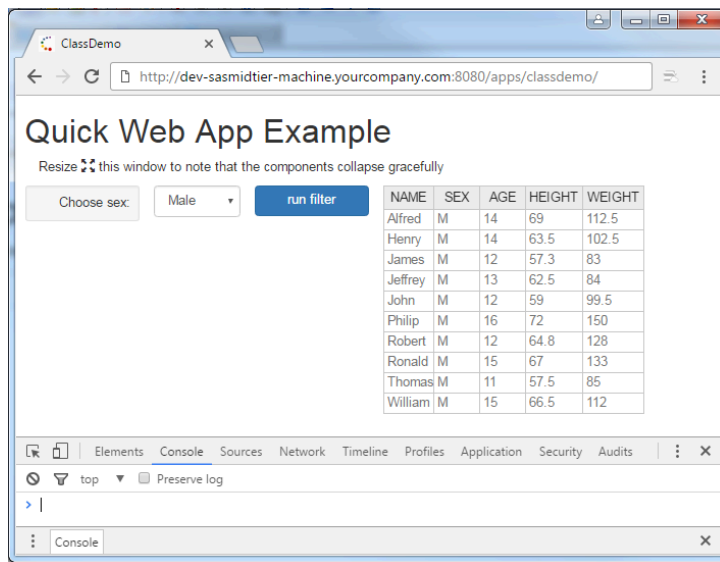 ClassDemo
http://dev-sasmidtier-machine.yourcompany.com:8080/apps/classdemo/
Quick Web App Example
Resize this window to note that the components collapse gracefully
Choose sex: Male run filter
NAME SEX AGE HEIGHT WEIGHT
Alfred M 14 69 112.5
Henry M 14 63.5 102.5
James M 12 57.3 83
Jeffrey M 13 62.5 84
John M 12 59 99.5
Philip M 16 72 150
Robert M 12 64.8 128
Ronald M 15 67 133
Thomas M 11 57.5 85
William M 15 66.5 112
Elements Console Sources Network Timeline Profiles Application Security Audits
top Preserve log
Console